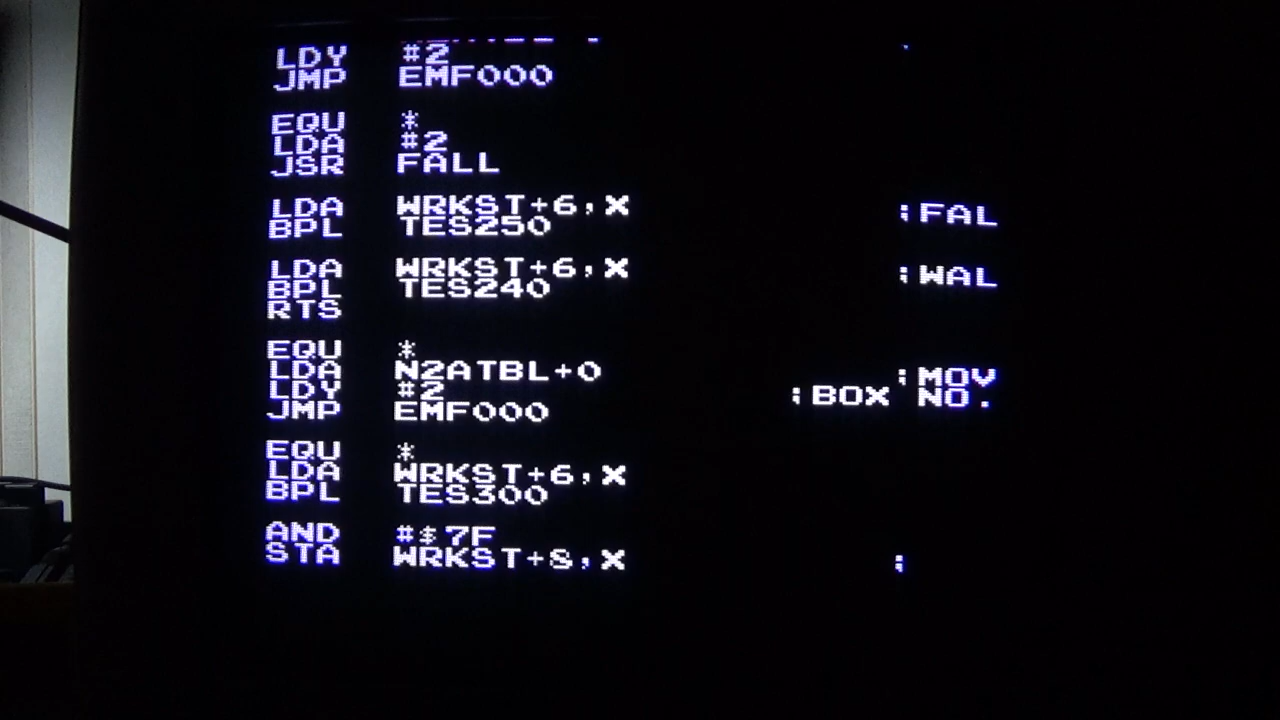 LDY #2
JMP EMF000
EQU *
LDA #2
JSR FALL
LDA WRKST+6,X ;FAL
BPL TES250
LDA WRKST+6,X ;WAL
BPL TES240
RTS
EQU *
LDA N2ATBL+0 ;MOV
LDY #2 ;BOX NO.
JMP EMF000
EQU *
LDA WRKST+6,X
BPL TES300
AND #$7F
STA WRKST+8,X ;